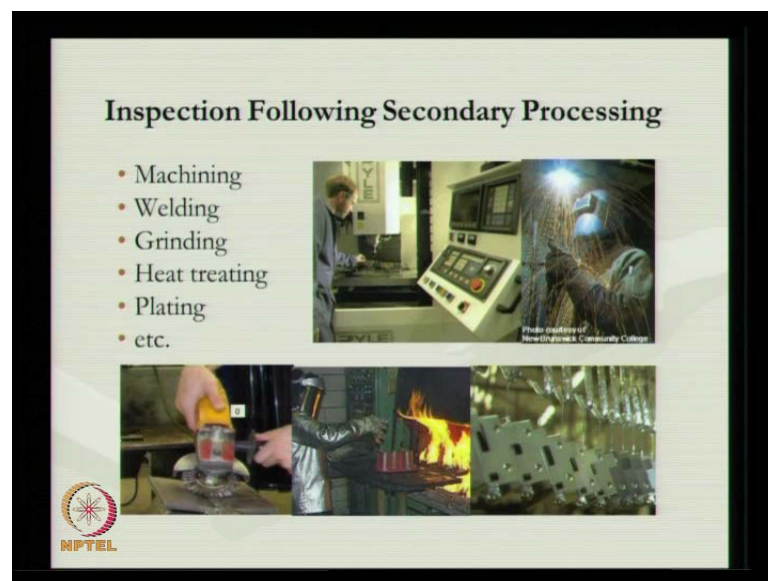 Inspection Following Secondary Processing
• Machining
• Welding
• Grinding
• Heat treating
• Plating
• etc.
Photo courtesy of
New Brunswick Community College
NPTEL